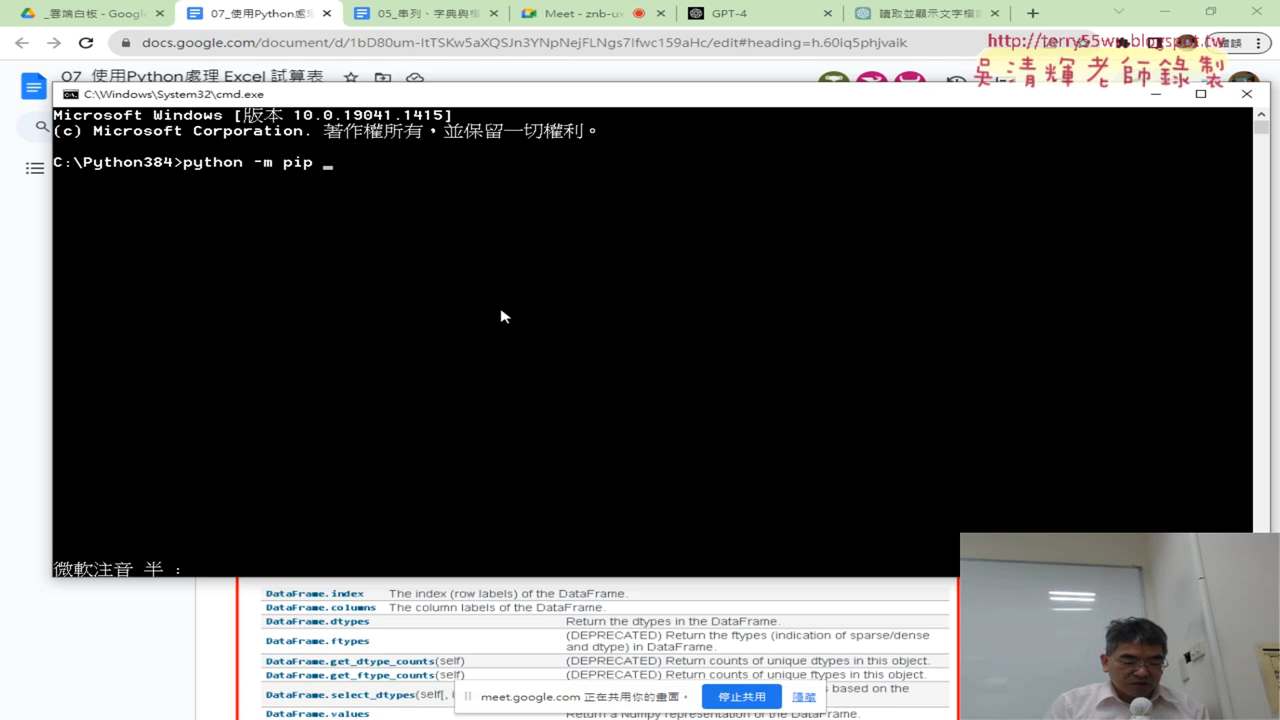 _雲端白板 - Google
07_使用Python處理
05_串列、字典與
Meet - znb-ux
GPT-4
讀取並顯示文字檔
docs.google.com/document/d/1bD80um-ItTSKw5aXQSJn3YNpNejFLNgs7Ifwc159aHc/edit#heading=h.60iq5phjvaik
http://terry55wu.blogspot.tw
吳清輝老師錄製
07_使用Python處理 Excel 試算表
C:\Windows\System32\cmd.exe
Microsoft Windows [版本 10.0.19041.1415]
(c) Microsoft Corporation. 著作權所有，並保留一切權利。
C:\Python384>python -m pip _
微軟注音 半 :
DataFrame.index The index (row labels) of the DataFrame.
DataFrame.columns The column labels of the DataFrame.
DataFrame.dtypes Return the dtypes in the DataFrame.
DataFrame.ftypes (DEPRECATED) Return the ftypes (indication of sparse/dense
and dtype) in DataFrame.
DataFrame.get_dtype_counts(self) (DEPRECATED) Return counts of unique dtypes in this object.
DataFrame.get_ftype_counts(self) (DEPRECATED) Return counts of unique ftypes in this object.
DataFrame.select_dtypes(self[, i based on the
meet.google.com 正在共用你的畫面。 停止共用 隱藏
DataFrame.values Return a Numpy representation of the DataFrame.